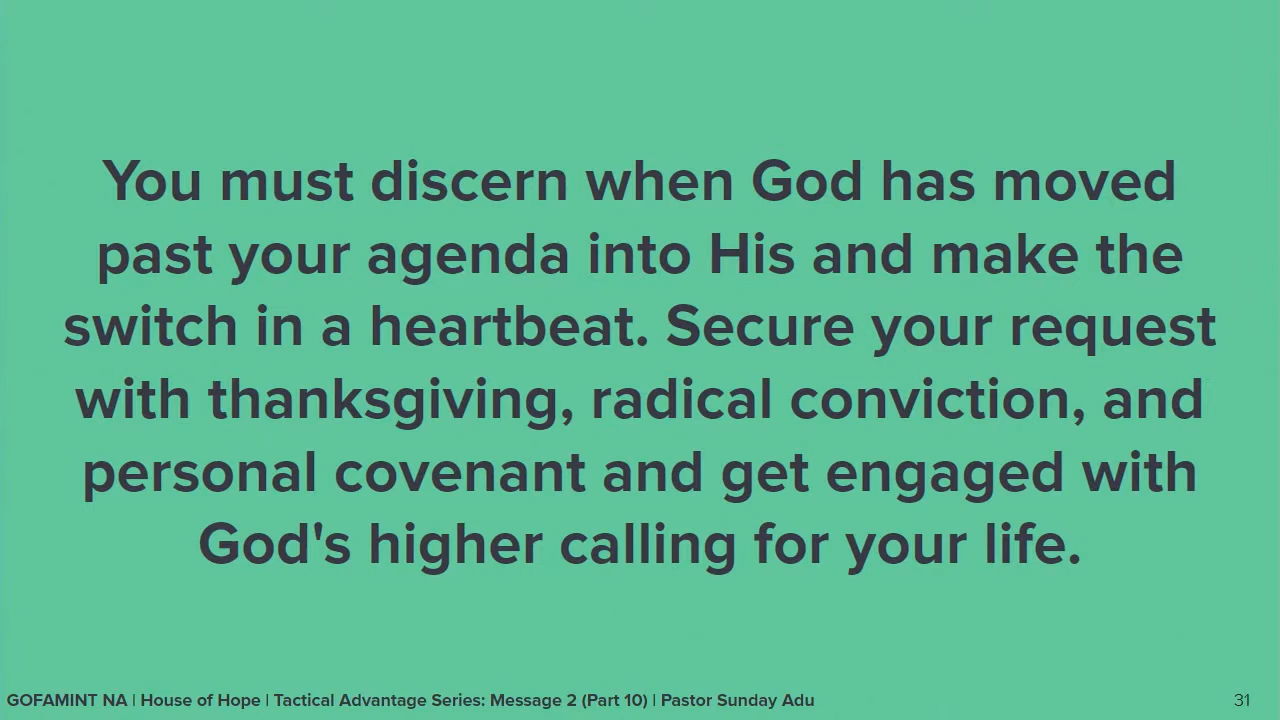 You must discern when God has moved
past your agenda into His and make the
switch in a heartbeat. Secure your request
with thanksgiving, radical conviction, and
personal covenant and get engaged with
God's higher calling for your life.
GOFAMINT NA | House of Hope | Tactical Advantage Series: Message 2 (Part 10) | Pastor Sunday Adu
31